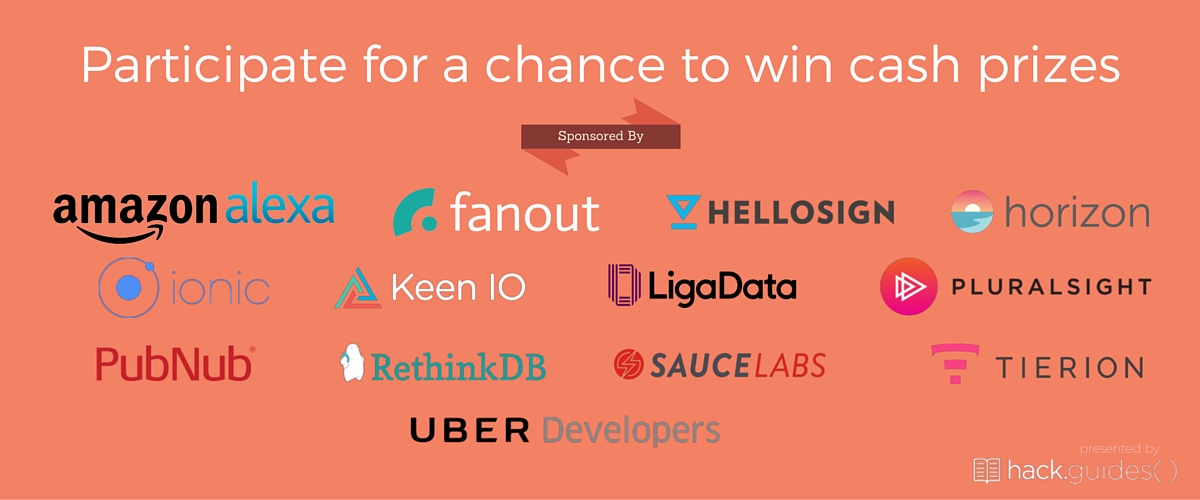 Participate for a chance to win cash prizes
Sponsored By
amazon alexa fanout HELLOSIGN horizon
ionic Keen IO LigaData PLURALSIGHT
PubNub® RethinkDB SAUCELABS TIERION
UBER Developers
presented by
hack.guides( )